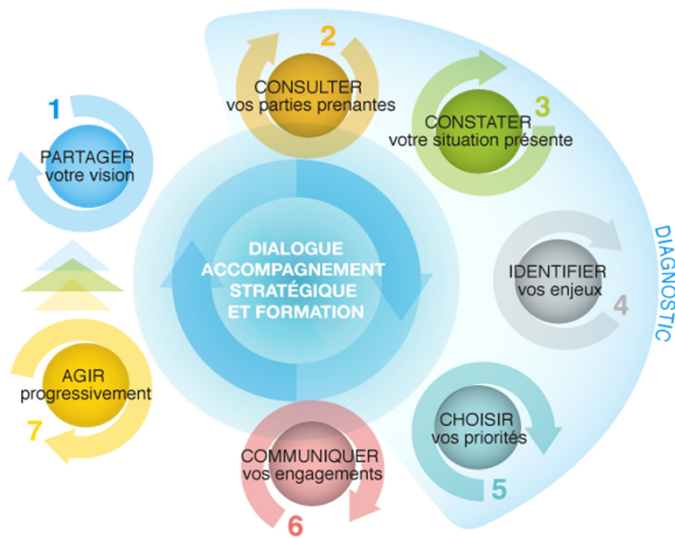 1
PARTAGER
votre vision
2
CONSULTER
vos parties prenantes
3
CONSTATER
votre situation présente
4
IDENTIFIER
vos enjeux
5
CHOISIR
vos priorités
6
COMMUNIQUER
vos engagements
7
AGIR
progressivement
DIALOGUE
ACCOMPAGNEMENT
STRATÉGIQUE
ET FORMATION
DIAGNOSTIC